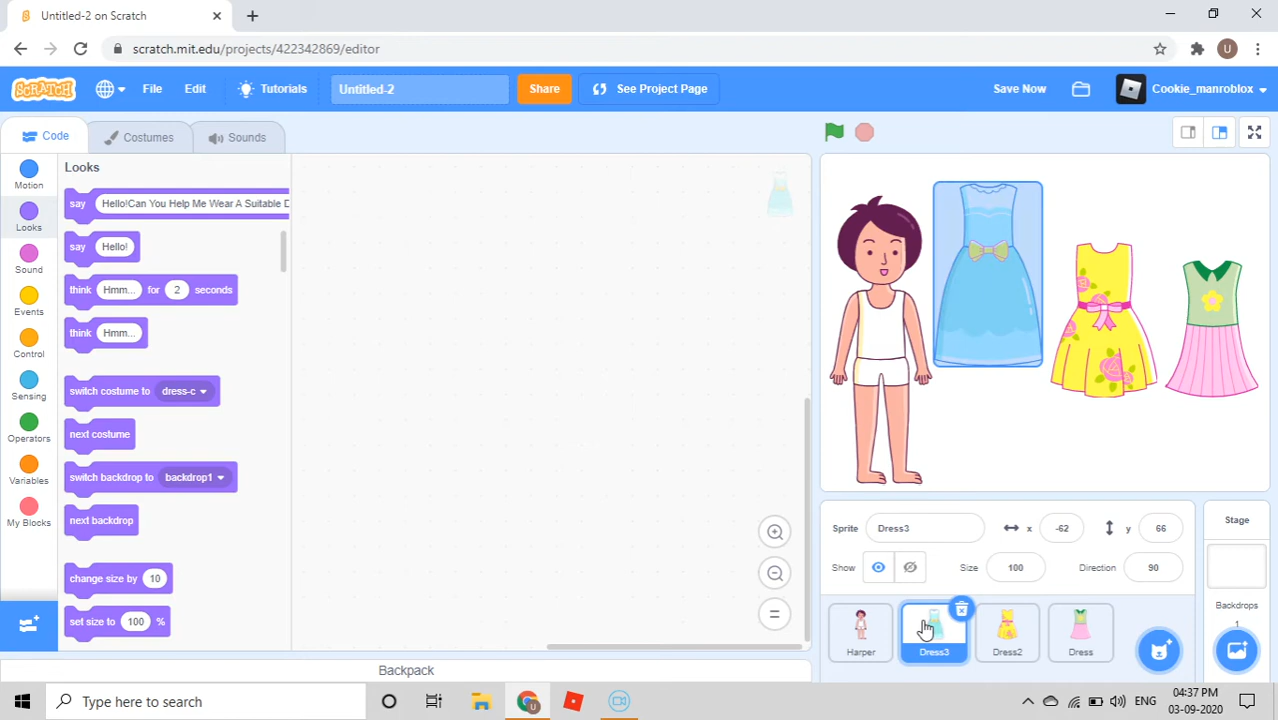 Untitled-2 on Scratch
scratch.mit.edu/projects/422342869/editor
U
SCRATCH
File
Edit
Tutorials
Untitled-2
Share
See Project Page
Save Now
Cookie_manroblox
Code
Costumes
Sounds
Motion
Looks
Sound
Events
Control
Sensing
Operators
Variables
My Blocks
Looks
say Hello!Can You Help Me Wear A Suitable D
say Hello!
think Hmm... for 2 seconds
think Hmm...
switch costume to dress-c
next costume
switch backdrop to backdrop1
next backdrop
change size by 10
set size to 100 %
Sprite Dress3 x -62 y 66
Show Size 100 Direction 90
Harper
Dress3
Dress2
Dress
Stage
Backdrops
1
Backpack
Type here to search
U
ENG
04:37 PM
03-09-2020